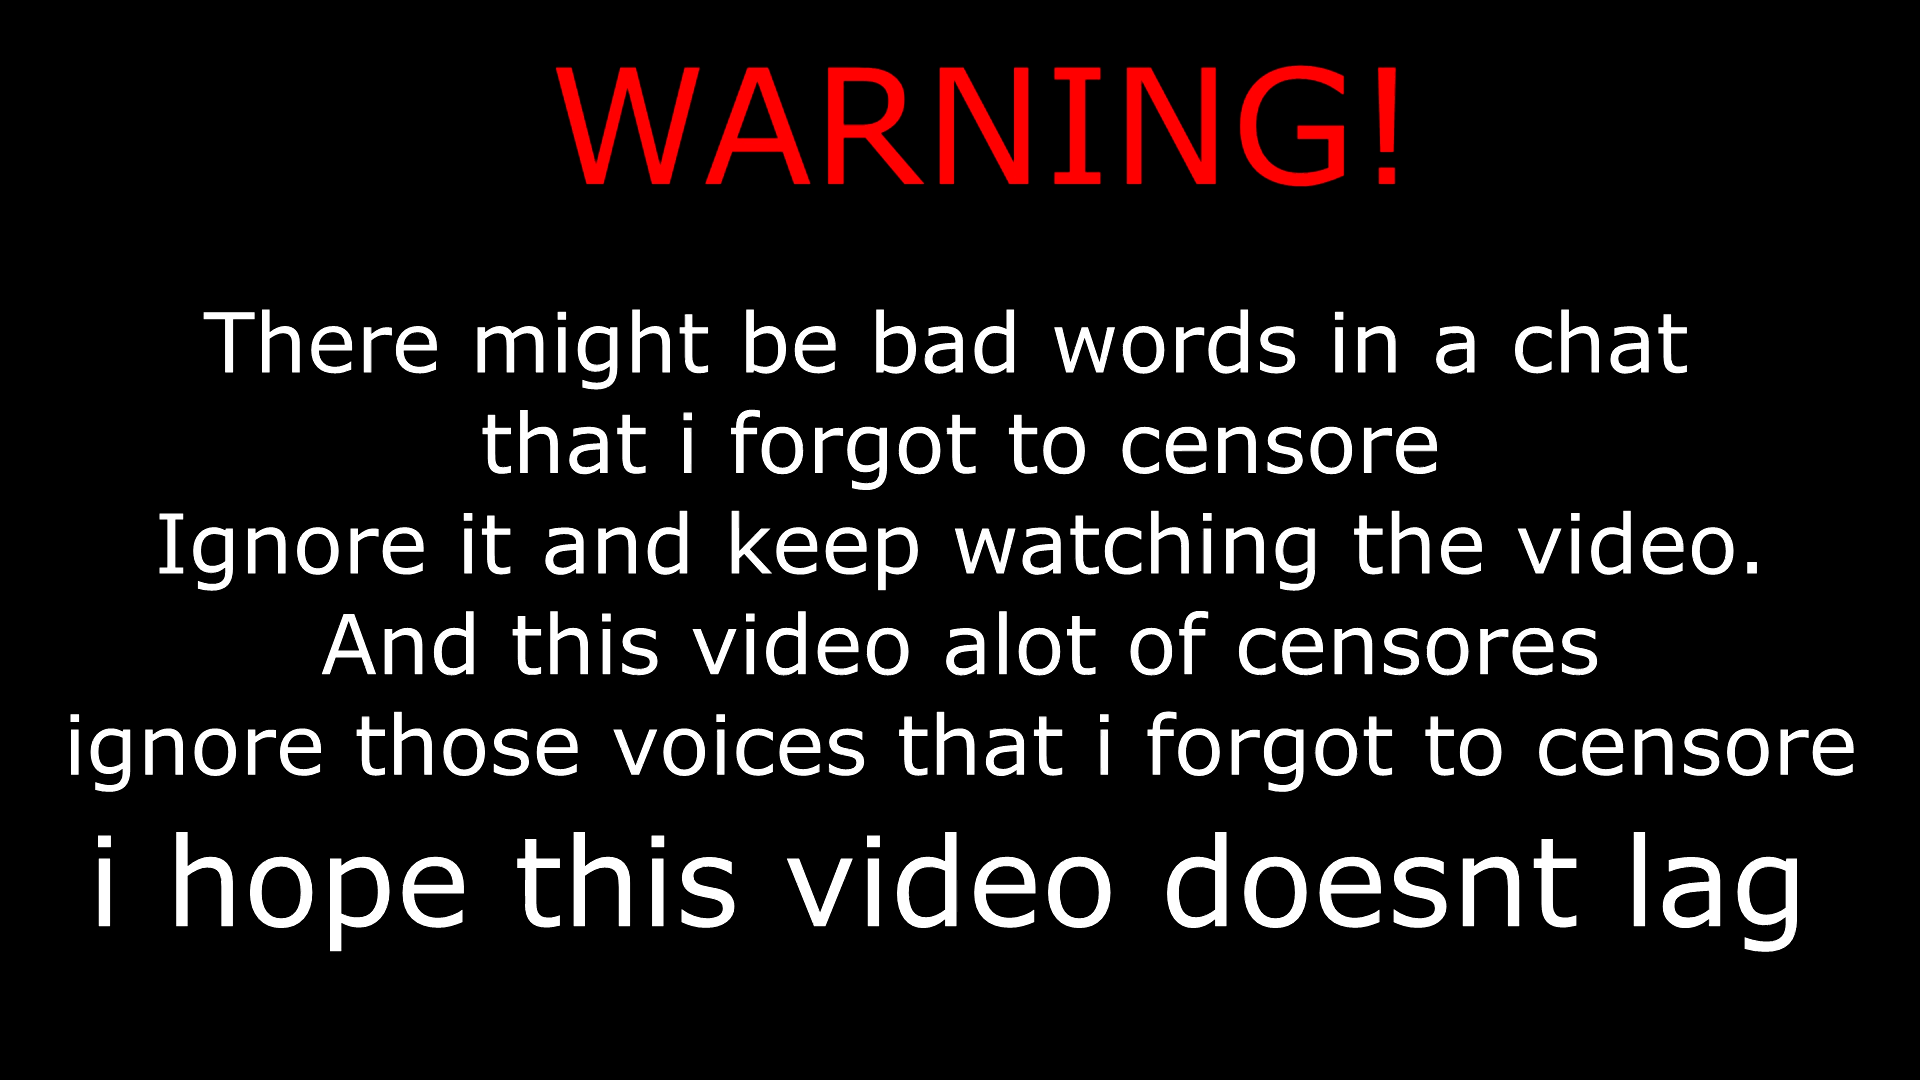 WARNING!
There might be bad words in a chat
that i forgot to censore
Ignore it and keep watching the video.
And this video alot of censores
ignore those voices that i forgot to censore
i hope this video doesnt lag